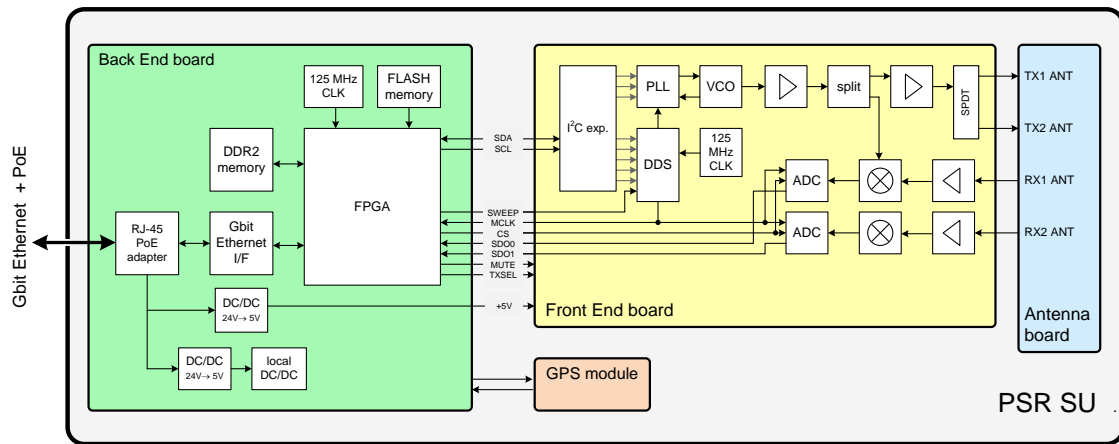 Gbit Ethernet + PoE
Back End board
125 MHz
CLK
FLASH
memory
DDR2
memory
FPGA
RJ-45
PoE
adapter
Gbit
Ethernet
I/F
DC/DC
24V→5V
DC/DC
24V→5V
local
DC/DC
SDA
SCL
SWEEP
MCLK
CS
SDO0
SDO1
MUTE
TXSEL
+5V
I²C exp.
PLL
VCO
split
SPDT
DDS
125
MHz
CLK
ADC
ADC
Front End board
TX1 ANT
TX2 ANT
RX1 ANT
RX2 ANT
Antenna
board
GPS module
PSR SU .